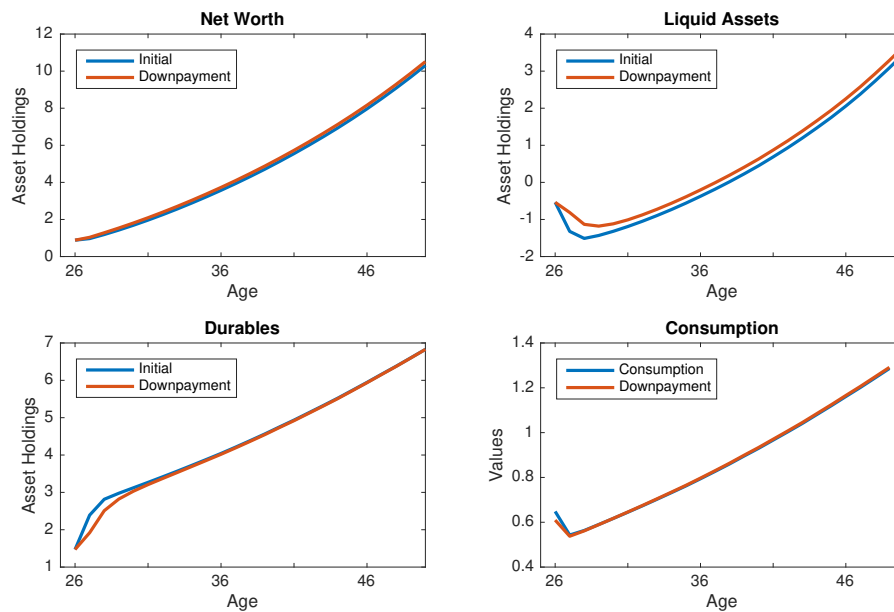 Net Worth
12
10
8
6
4
2
0
Asset Holdings
Initial
Downpayment
26
36
46
Age
Liquid Assets
4
3
2
1
0
-1
-2
Asset Holdings
Initial
Downpayment
26
36
46
Age
Durables
7
6
5
4
3
2
1
Asset Holdings
Initial
Downpayment
26
36
46
Age
Consumption
1.4
1.2
1
0.8
0.6
0.4
Values
Consumption
Downpayment
26
36
46
Age